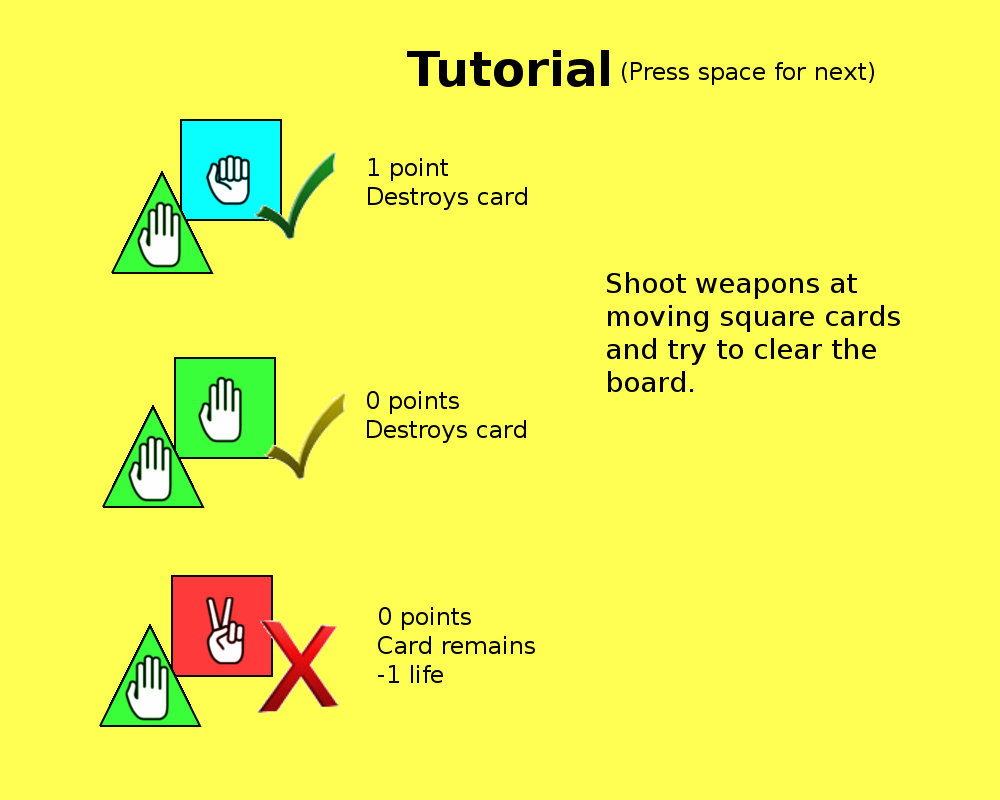 Tutorial (Press space for next)
1 point
Destroys card
Shoot weapons at
moving square cards
and try to clear the
board.
0 points
Destroys card
0 points
Card remains
-1 life